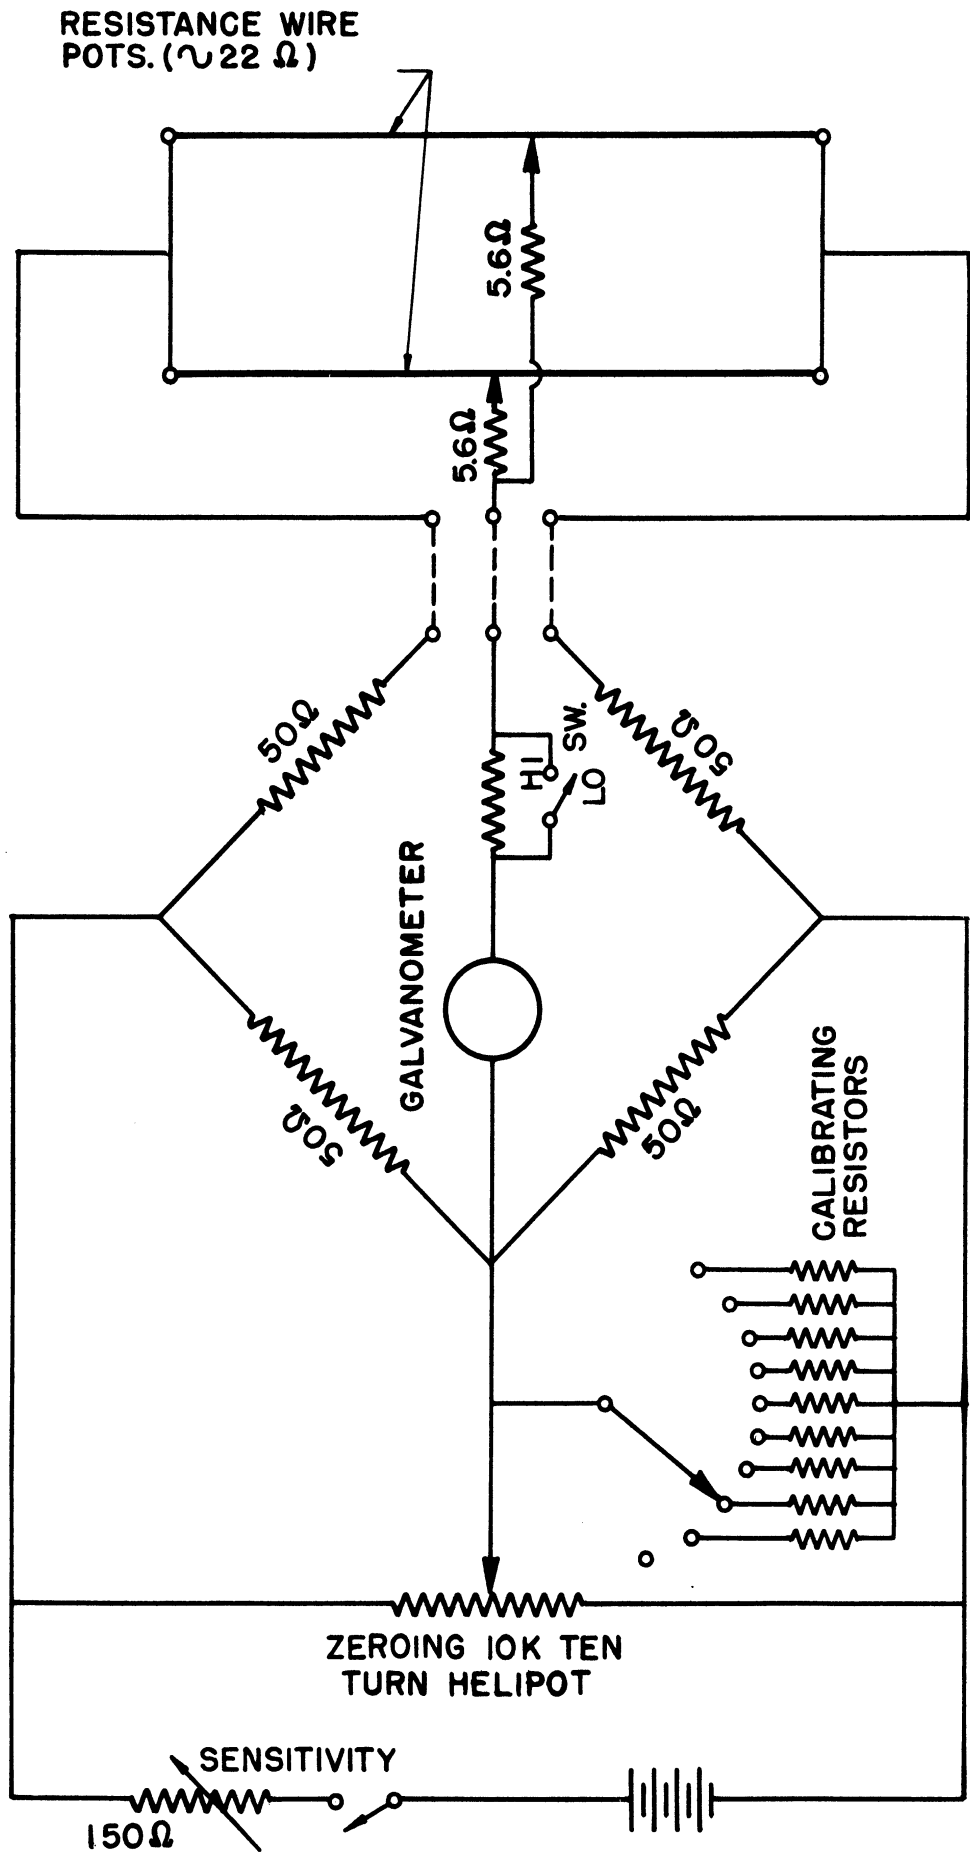 RESISTANCE WIRE
POTS. (∿22 Ω)
5.6Ω
5.6Ω
50Ω
50Ω
HI
LO
SW.
GALVANOMETER
50Ω
50Ω
CALIBRATING
RESISTORS
ZEROING 10K TEN
TURN HELIPOT
SENSITIVITY
150Ω